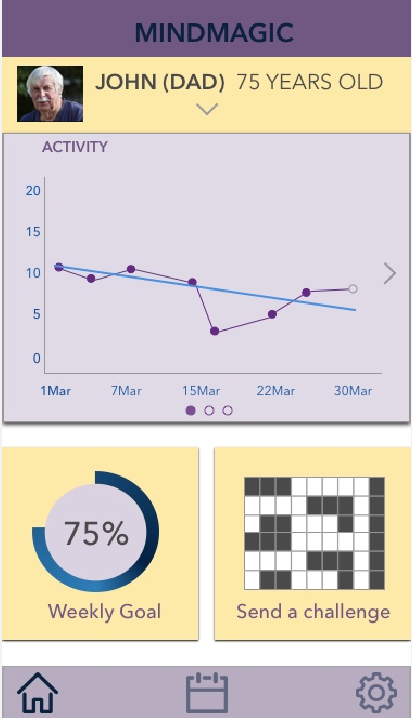 MINDMAGIC
JOHN (DAD) 75 YEARS OLD
ACTIVITY
20
15
10
5
0
1Mar 7Mar 15Mar 22Mar 30Mar
75%
Weekly Goal
Send a challenge